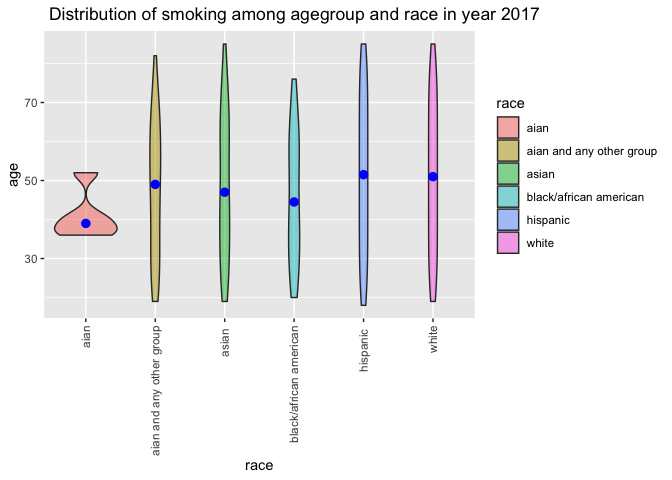 Distribution of smoking among agegroup and race in year 2017
70
50
30
age
aian
aian and any other group
asian
black/african american
hispanic
white
race
race
aian
aian and any other group
asian
black/african american
hispanic
white